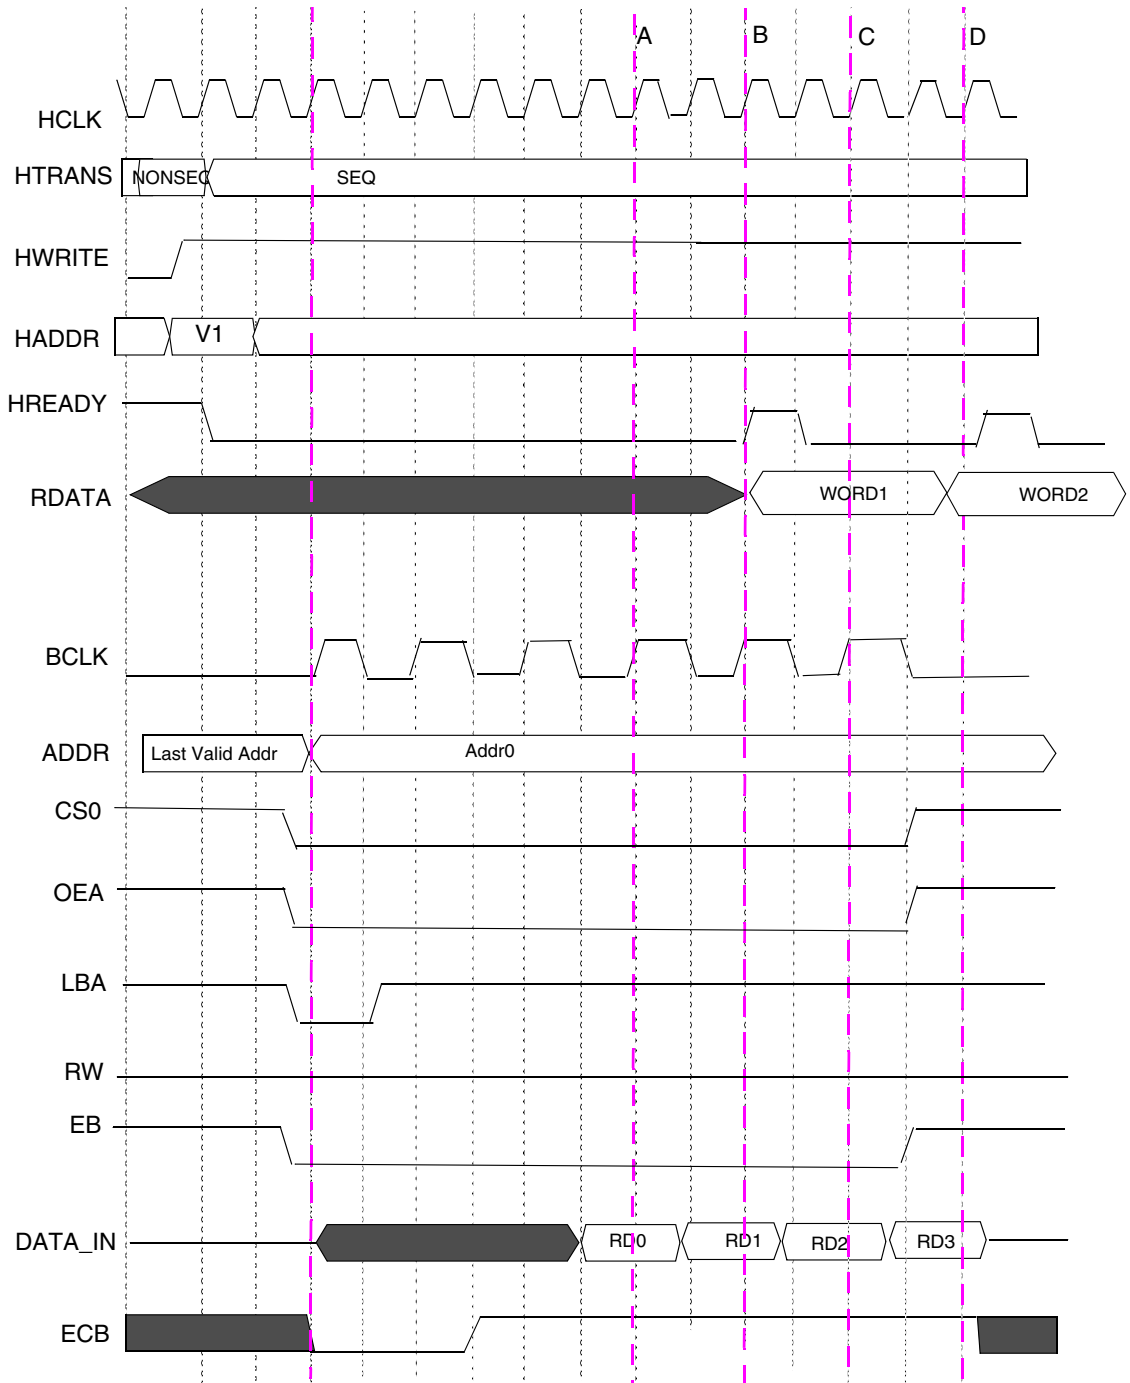 A B C D
HCLK
HTRANS NONSEQ SEQ
HWRITE
HADDR V1
HREADY
RDATA WORD1 WORD2
BCLK
ADDR Last Valid Addr Addr0
CS0
OEA
LBA
RW
EB
DATA_IN RD0 RD1 RD2 RD3
ECB